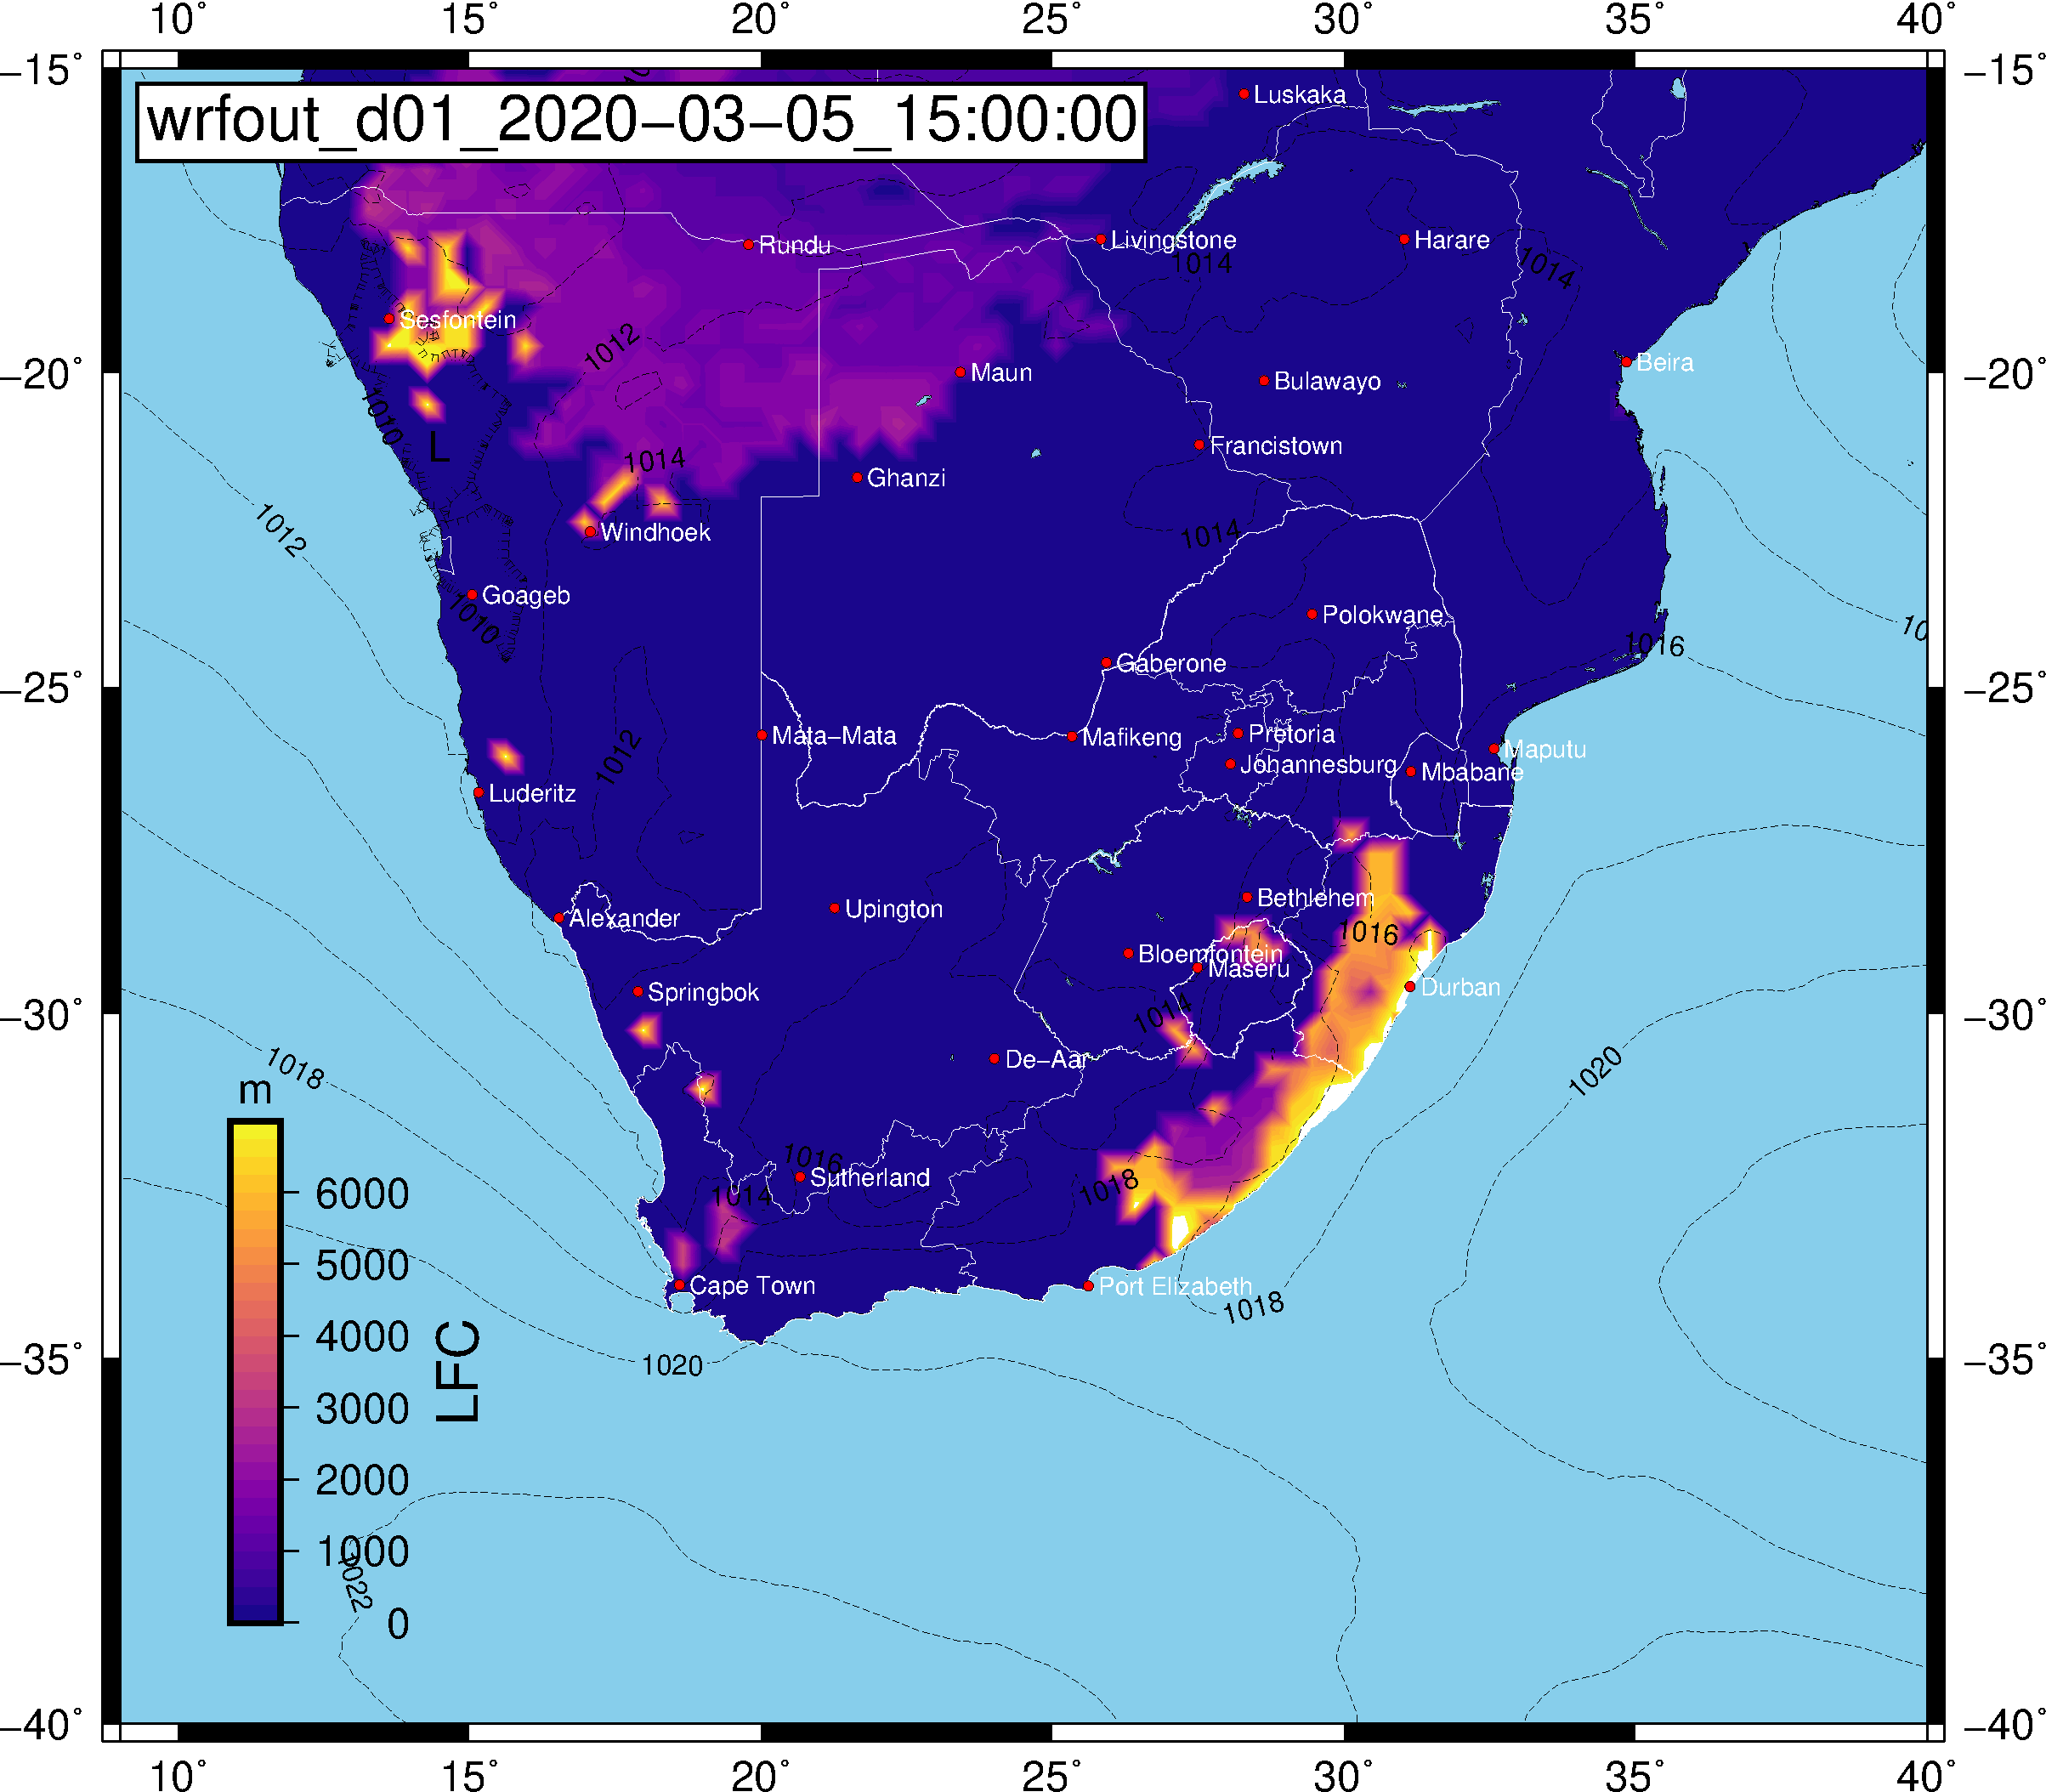 10° 15° 20° 25° 30° 35° 40°
−15° −15°
wrfout_d01_2020−03−05_15:00:00
Luskaka
Rundu
Livingstone
Harare
1014
1014
Sesfontein
1012
Maun
Bulawayo
Beira
−20° −20°
1010
L
1014
Francistown
Ghanzi
1012
Windhoek
1014
Goageb
1010
Polokwane
10
1016
Gaberone
−25° −25°
Mata−Mata
Mafikeng
Pretoria
Johannesburg
Mbabane
Maputu
1012
Luderitz
Bethlehem
Upington
Alexander
1016
Bloemfontein
Maseru
Springbok
Durban
−30° −30°
1014
De−Aar
1018
1020
m
1016
Sutherland
1014
1018
6000
5000
4000
3000
2000
1000
0
LFC
Cape Town
Port Elizabeth
1018
1020
−35° −35°
1022
−40° −40°
10° 15° 20° 25° 30° 35° 40°